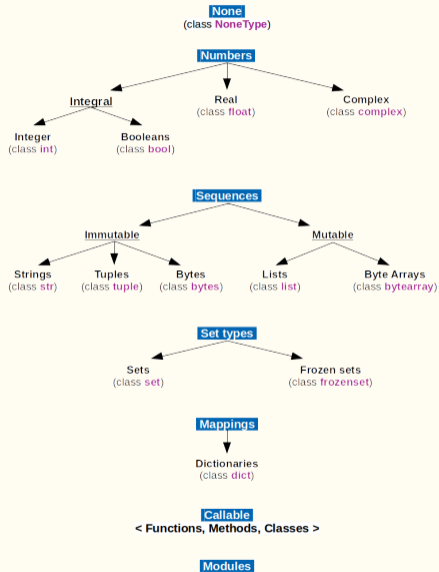 None
(class NoneType)
Numbers
Integral Real Complex
(class float) (class complex)
Integer Booleans
(class int) (class bool)
Sequences
Immutable Mutable
Strings Tuples Bytes Lists Byte Arrays
(class str) (class tuple) (class bytes) (class list) (class bytearray)
Set types
Sets Frozen sets
(class set) (class frozenset)
Mappings
Dictionaries
(class dict)
Callable
< Functions, Methods, Classes >
Modules